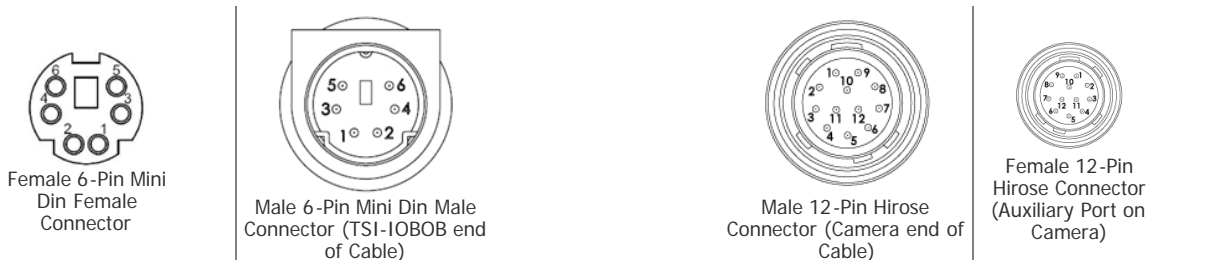 6 5
4 3
2 1
Female 6-Pin Mini
Din Female
Connector
5 6
3 4
1 2
Male 6-Pin Mini Din Male
Connector (TSI-IOBOB end
of Cable)
1 9
10
2 8
3 11 12 7
4 6
5
Male 12-Pin Hirose
Connector (Camera end of
Cable)
9 1
10
8 2
7 12 11 3
6 4
5
Female 12-Pin
Hirose Connector
(Auxiliary Port on
Camera)